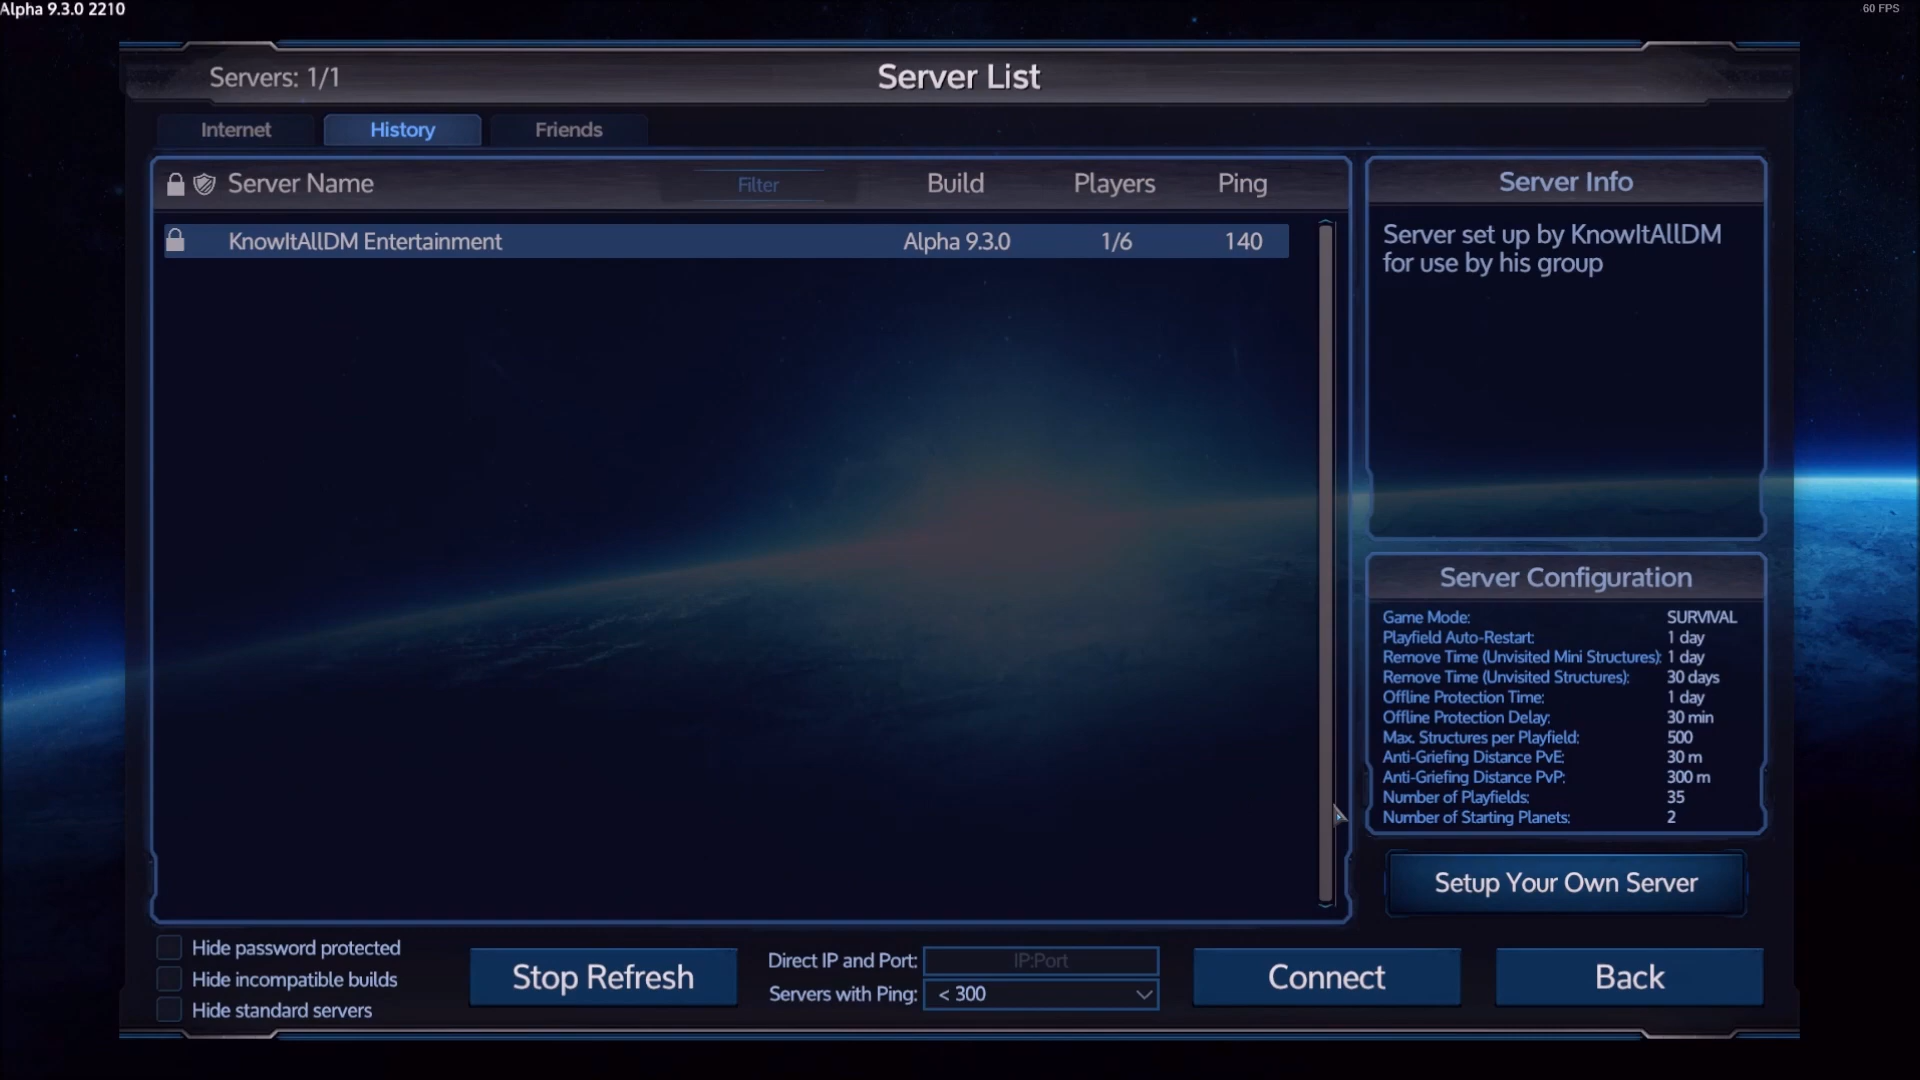 Alpha 9.3.0 2210
60 FPS
Servers: 1/1
Server List
Internet
History
Friends
Server Name
Filter
Build
Players
Ping
KnowItAllDM Entertainment
Alpha 9.3.0
1/6
140
Server Info
Server set up by KnowItAllDM
for use by his group
Server Configuration
Game Mode: SURVIVAL
Playfield Auto-Restart: 1 day
Remove Time (Unvisited Mini Structures): 1 day
Remove Time (Unvisited Structures): 30 days
Offline Protection Time: 1 day
Offline Protection Delay: 30 min
Max. Structures per Playfield: 500
Anti-Griefing Distance PvE: 30 m
Anti-Griefing Distance PvP: 300 m
Number of Playfields: 35
Number of Starting Planets: 2
Setup Your Own Server
Hide password protected
Hide incompatible builds
Hide standard servers
Stop Refresh
Direct IP and Port: IP:Port
Servers with Ping: < 300
Connect
Back